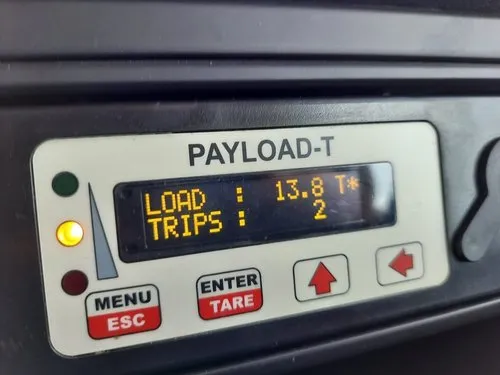 PAYLOAD-T
LOAD : 13.8 T*
TRIPS : 2
MENU
ESC
ENTER
TARE